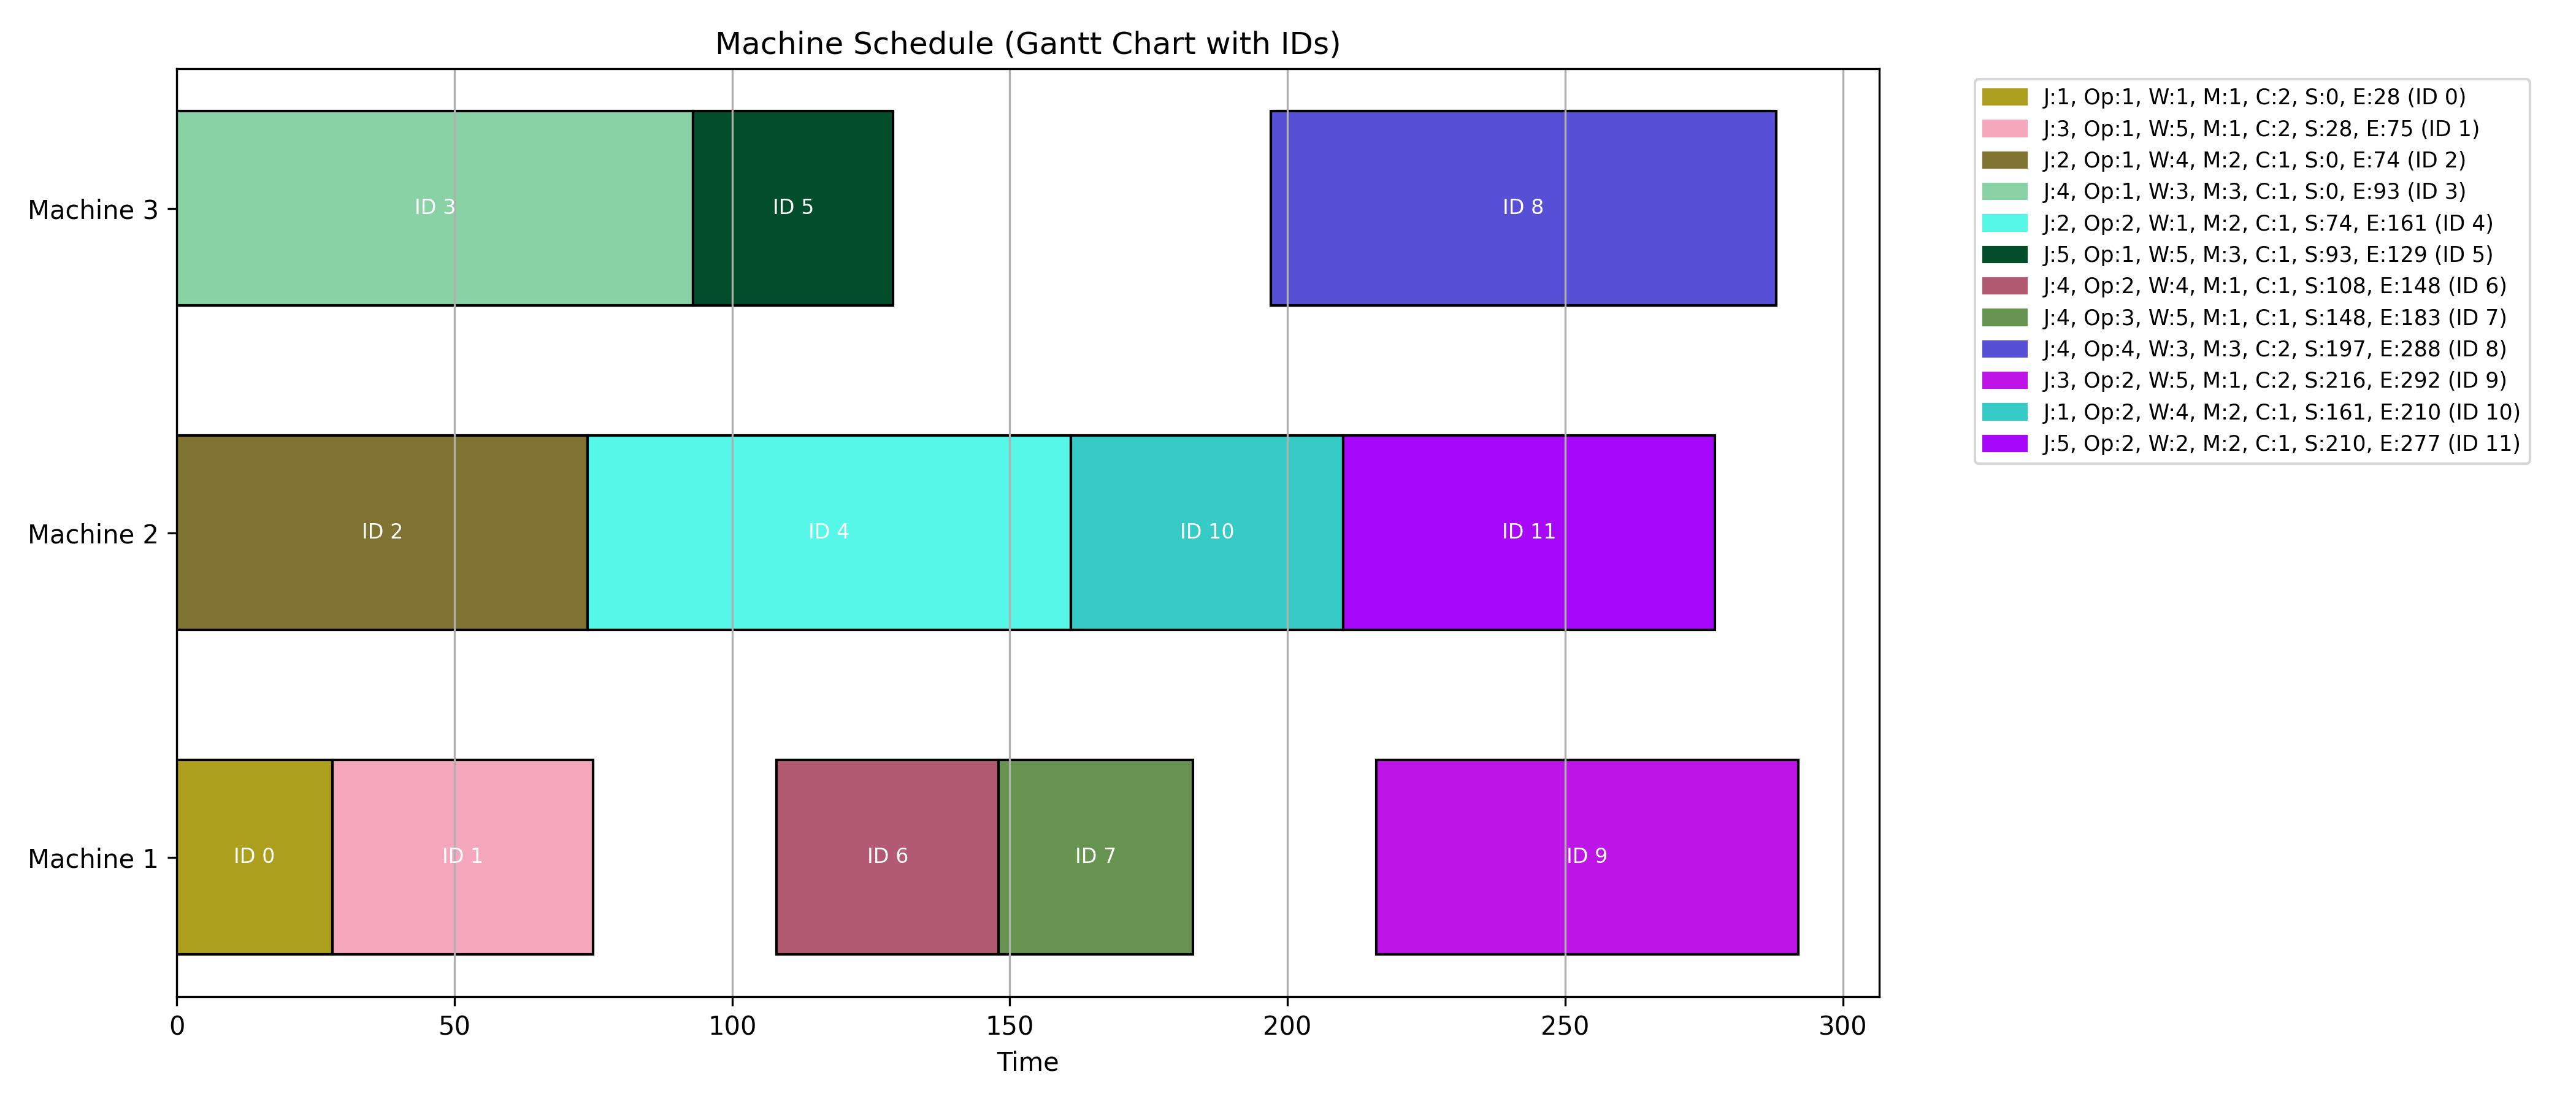 Machine Schedule (Gantt Chart with IDs)
Machine 3
ID 3
ID 5
ID 8
Machine 2
ID 2
ID 4
ID 10
ID 11
Machine 1
ID 0
ID 1
ID 6
ID 7
ID 9
0 50 100 150 200 250 300
Time
J:1, Op:1, W:1, M:1, C:2, S:0, E:28 (ID 0)
J:3, Op:1, W:5, M:1, C:2, S:28, E:75 (ID 1)
J:2, Op:1, W:4, M:2, C:1, S:0, E:74 (ID 2)
J:4, Op:1, W:3, M:3, C:1, S:0, E:93 (ID 3)
J:2, Op:2, W:1, M:2, C:1, S:74, E:161 (ID 4)
J:5, Op:1, W:5, M:3, C:1, S:93, E:129 (ID 5)
J:4, Op:2, W:4, M:1, C:1, S:108, E:148 (ID 6)
J:4, Op:3, W:5, M:1, C:1, S:148, E:183 (ID 7)
J:4, Op:4, W:3, M:3, C:2, S:197, E:288 (ID 8)
J:3, Op:2, W:5, M:1, C:2, S:216, E:292 (ID 9)
J:1, Op:2, W:4, M:2, C:1, S:161, E:210 (ID 10)
J:5, Op:2, W:2, M:2, C:1, S:210, E:277 (ID 11)